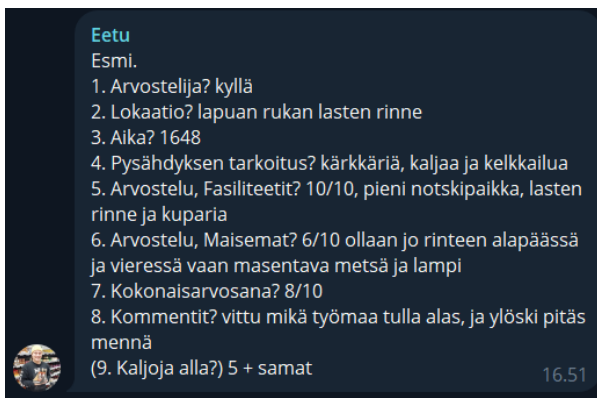 Eetu
Esmi.
1. Arvostelija? kyllä
2. Lokaatio? lapuan rukan lasten rinne
3. Aika? 1648
4. Pysähdyksen tarkoitus? kärkkäriä, kaljaa ja kelkkailua
5. Arvostelu, Fasiliteetit? 10/10, pieni notskipaikka, lasten
rinne ja kuparia
6. Arvostelu, Maisemat? 6/10 ollaan jo rinteen alapäässä
ja vieressä vaan masentava metsä ja lampi
7. Kokonaisarvosana? 8/10
8. Kommentit? vittu mikä työmaa tulla alas, ja ylöski pitäs
mennä
(9. Kaljoja alla?) 5 + samat
16.51